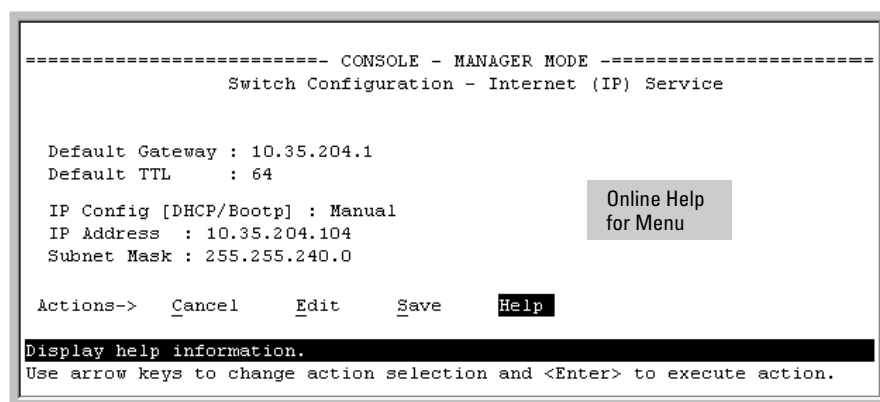 ==========================- CONSOLE - MANAGER MODE -========================
Switch Configuration - Internet (IP) Service
Default Gateway : 10.35.204.1
Default TTL     : 64
IP Config [DHCP/Bootp] : Manual
IP Address  : 10.35.204.104
Subnet Mask : 255.255.240.0
Online Help
for Menu
Actions->   Cancel     Edit     Save     Help
Display help information.
Use arrow keys to change action selection and <Enter> to execute action.